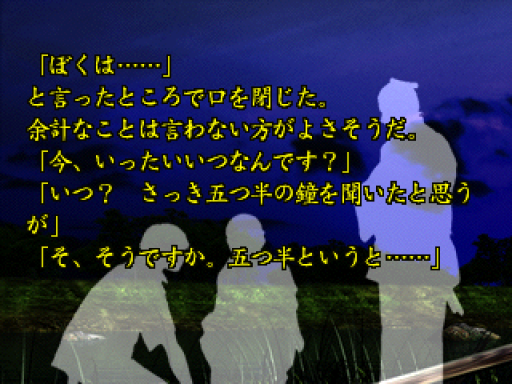 「ぼくは……」
と言ったところで口を閉じた。
余計なことは言わない方がよさそうだ。
「今、いったいいつなんです？」
「いつ？　さっき五つ半の鐘を聞いたと思う
が」
「そ、そうですか。五つ半というと……」